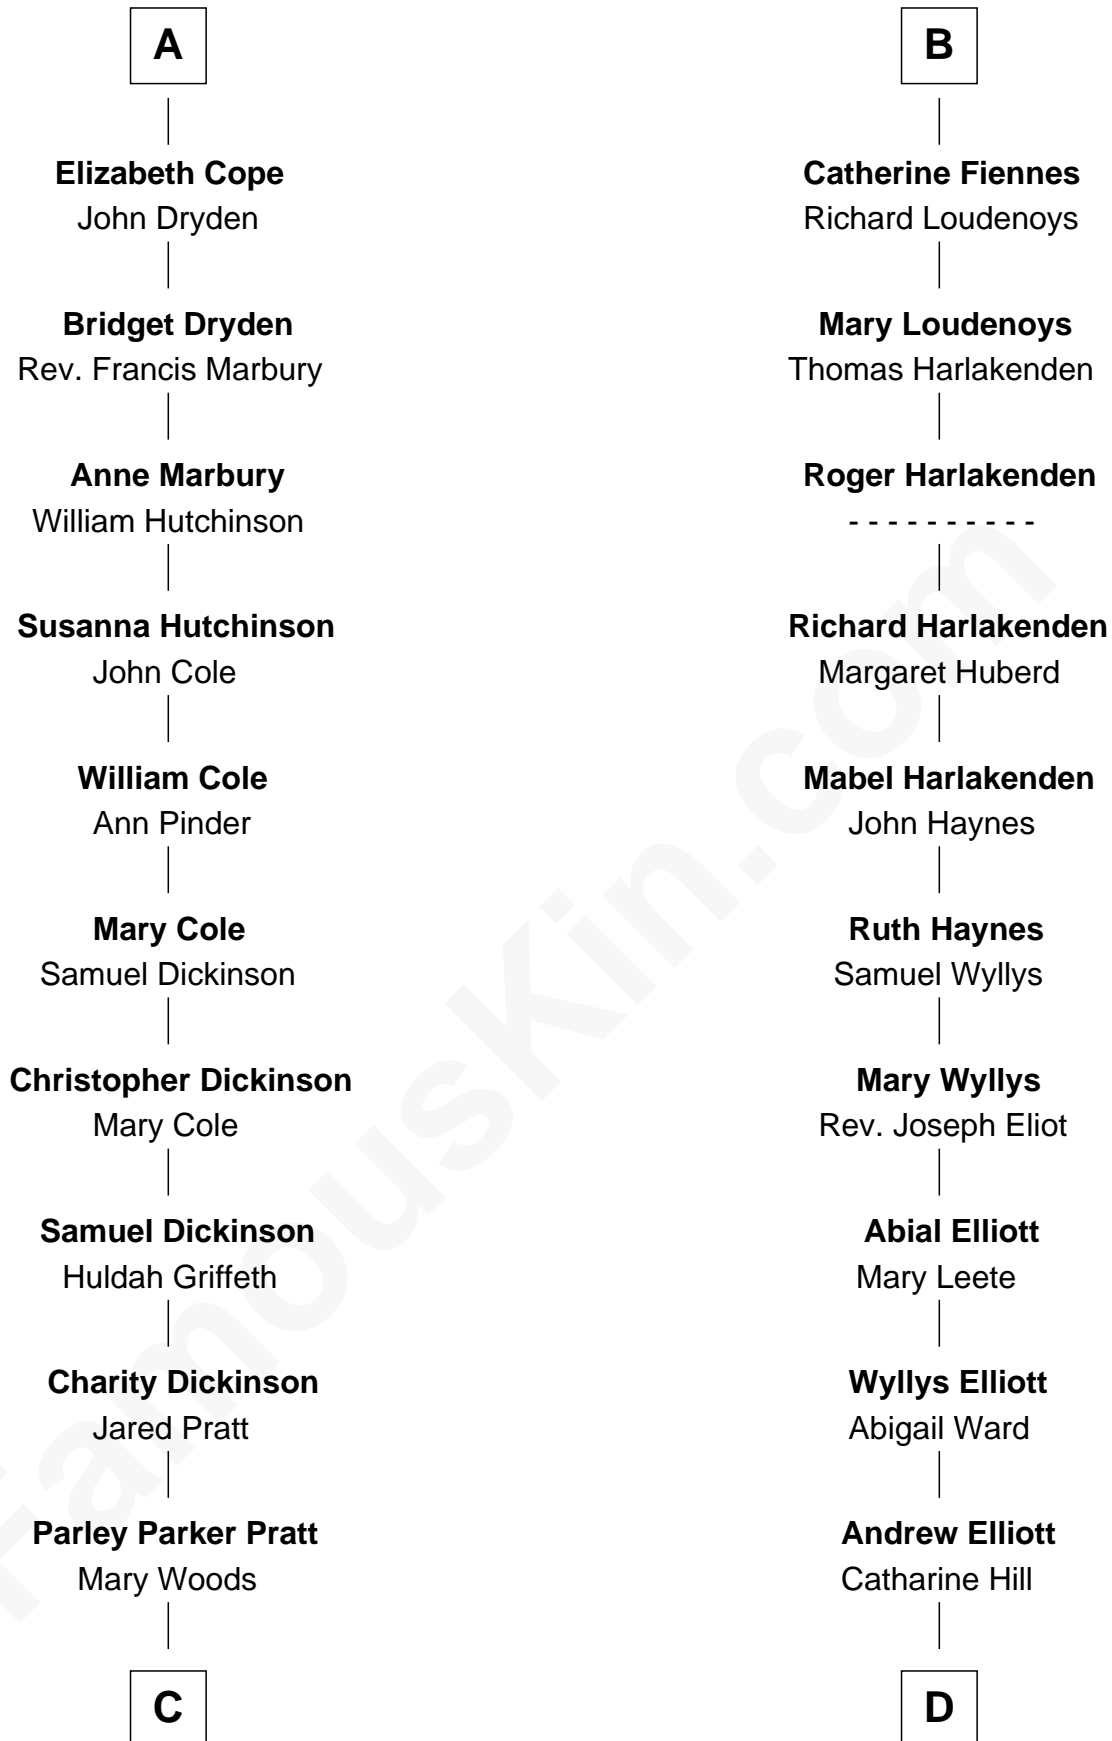 A
Elizabeth Cope
John Dryden
Bridget Dryden
Rev. Francis Marbury
Anne Marbury
William Hutchinson
Susanna Hutchinson
John Cole
William Cole
Ann Pinder
Mary Cole
Samuel Dickinson
Christopher Dickinson
Mary Cole
Samuel Dickinson
Huldah Griffeth
Charity Dickinson
Jared Pratt
Parley Parker Pratt
Mary Woods
C
B
Catherine Fiennes
Richard Loudenoys
Mary Loudenoys
Thomas Harlakenden
Roger Harlakenden
- - - - - - - - - -
Richard Harlakenden
Margaret Huberd
Mabel Harlakenden
John Haynes
Ruth Haynes
Samuel Wyllys
Mary Wyllys
Rev. Joseph Eliot
Abial Elliott
Mary Leete
Wyllys Elliott
Abigail Ward
Andrew Elliott
Catharine Hill
D
FamousKin.com